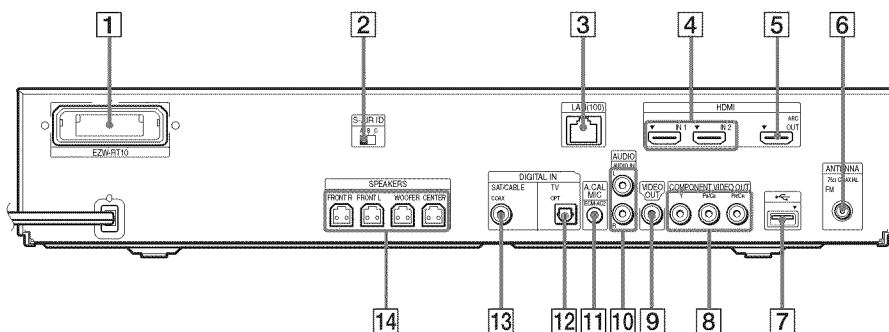 1 2 3 4 5 6
S-AIR ID
A B C
LAN(100)
HDMI
IN 1 IN 2
ARC
OUT
EZW-RT10
ANTENNA
75Ω COAXIAL
FM
SPEAKERS
FRONT R FRONT L WOOFER CENTER
DIGITAL IN
SAT/CABLE
COAX
TV
OPT
A.CAL
MIC
ECM-AC2
AUDIO
AUDIO IN
L
R
VIDEO
OUT
COMPONENT VIDEO OUT
Y PB/CB PR/CR
14 13 12 11 10 9 8 7